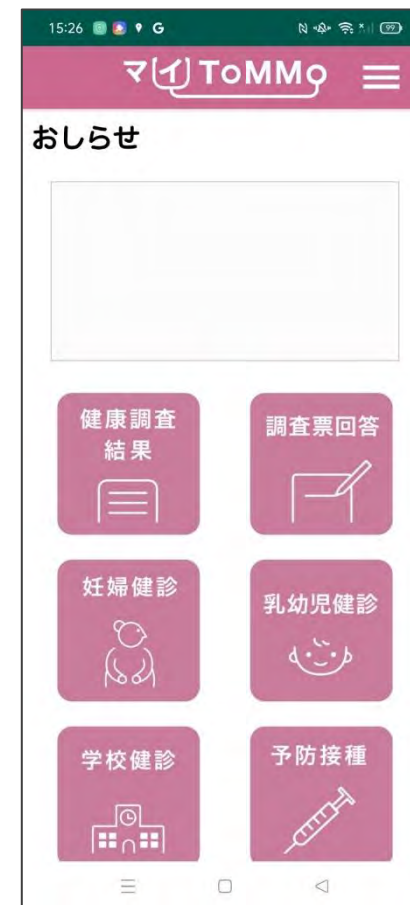 15:26
G
99
マイToMMo
おしらせ
健康調査
結果
調査票回答
妊婦健診
乳幼児健診
学校健診
予防接種